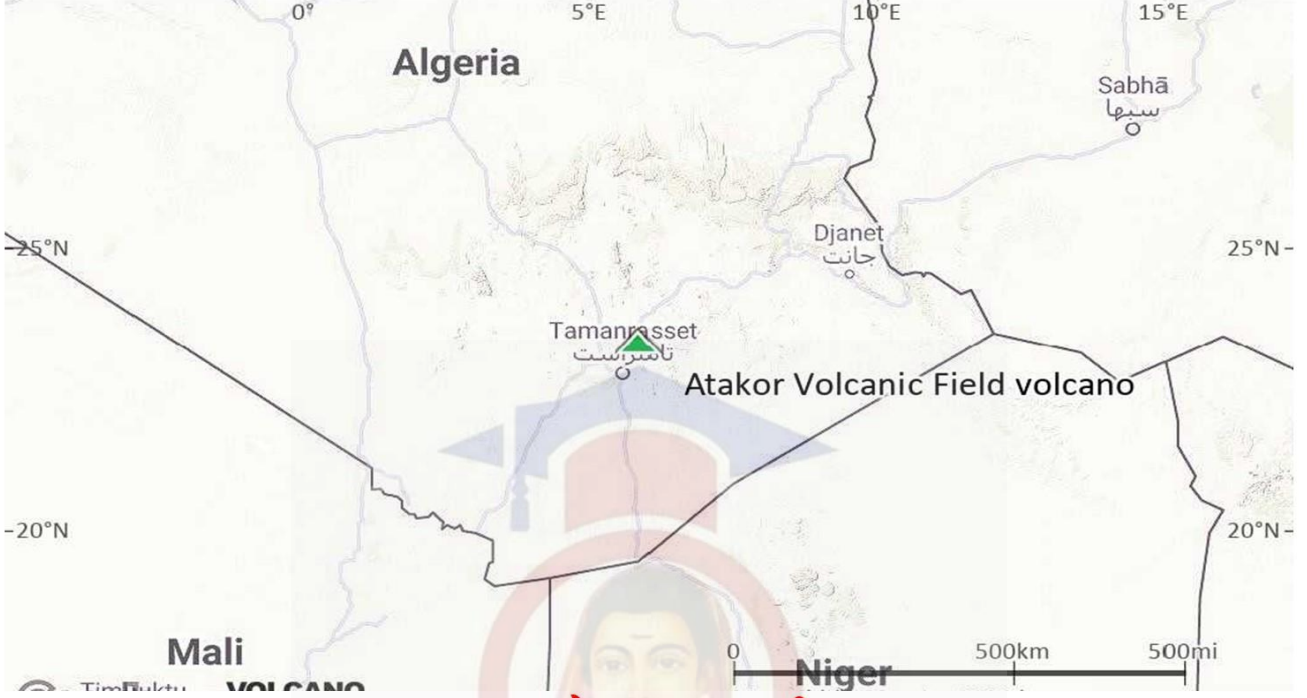 0°
5°E
10°E
15°E
Algeria
Sabhā
سبها
Djanet
جانت
25°N
25°N
Tamanrasset
تامنراست
Atakor Volcanic Field volcano
20°N
20°N
Mali
0
500km
500mi
Niger
VOLCANO